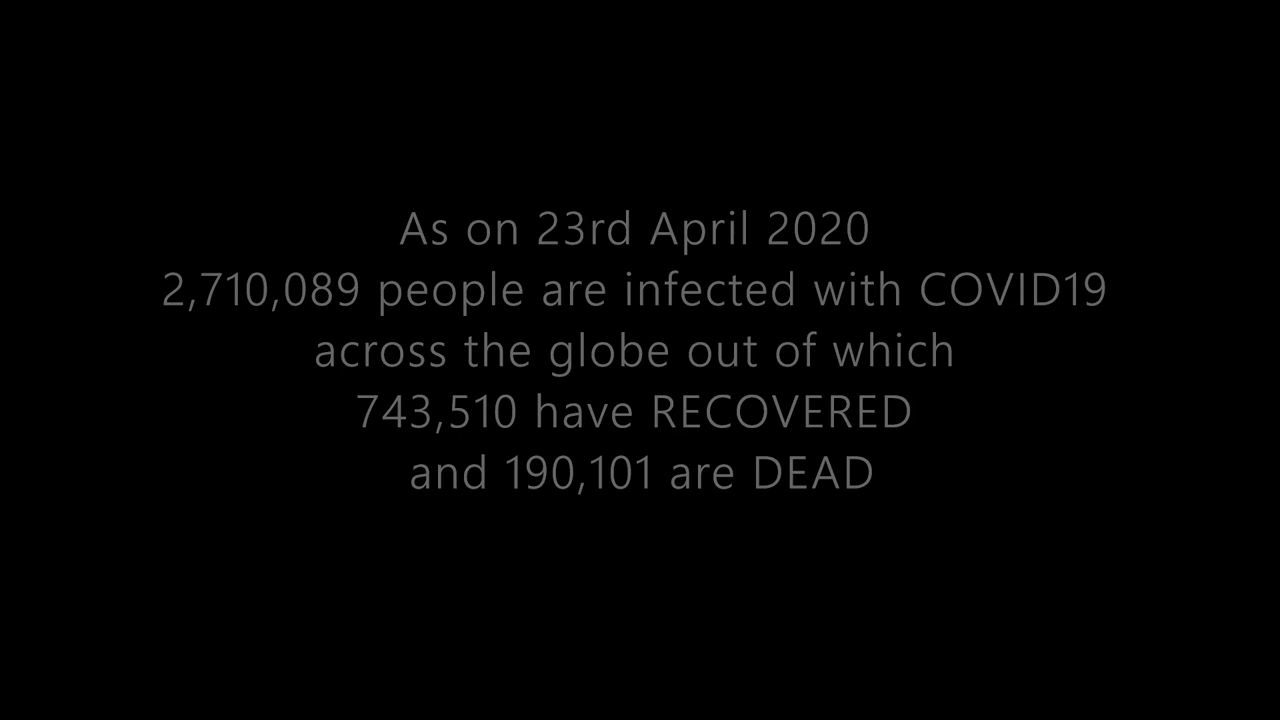 As on 23rd April 2020
2,710,089 people are infected with COVID19
across the globe out of which
743,510 have RECOVERED
and 190,101 are DEAD